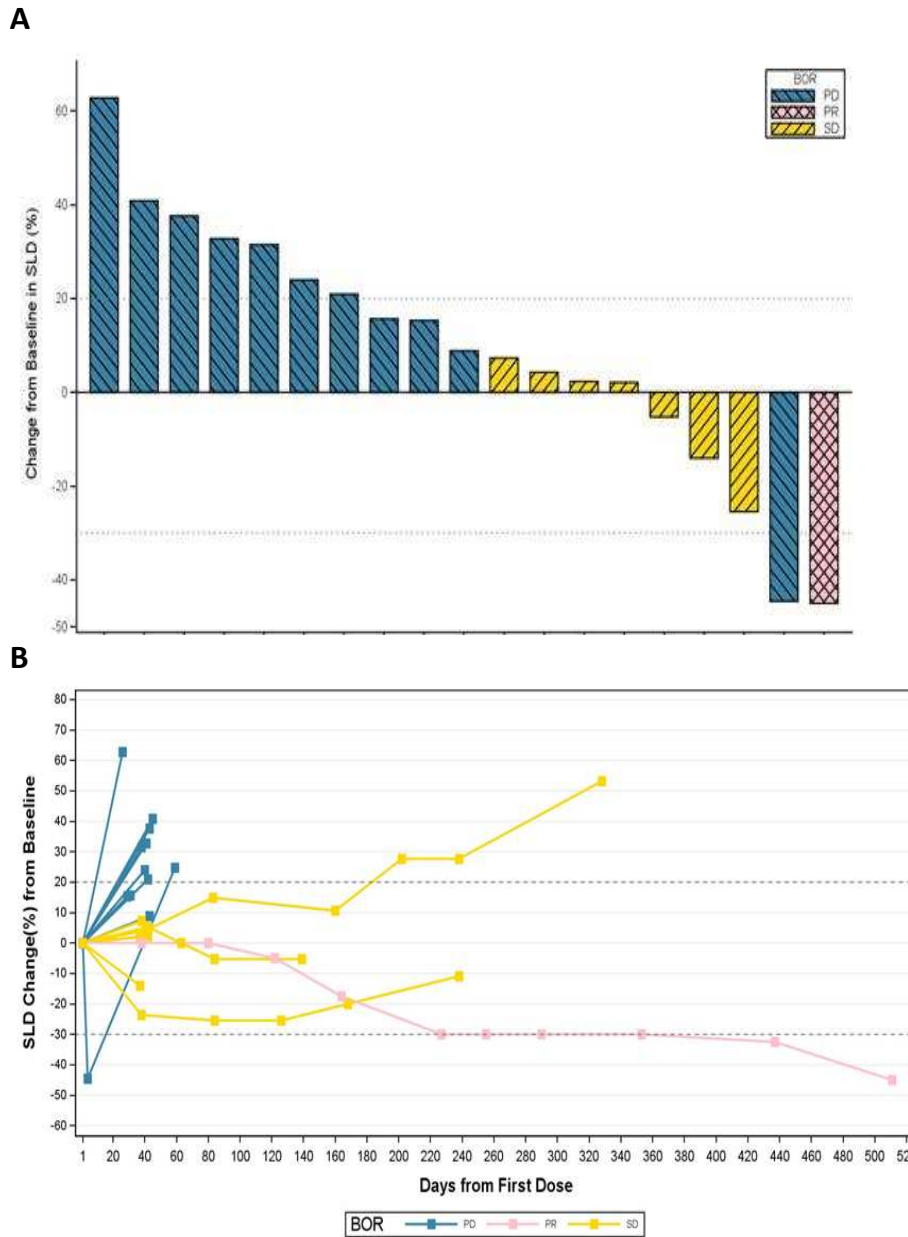 A
BOR
PD
PR
SD
Change from Baseline in SLD (%)
60
40
20
0
-20
-40
-50
B
SLD Change(%) from Baseline
80
70
60
50
40
30
20
10
0
-10
-20
-30
-40
-50
-60
1 20 40 60 80 100 120 140 160 180 200 220 240 260 280 300 320 340 360 380 400 420 440 460 480 500 52
Days from First Dose
BOR PD PR SD